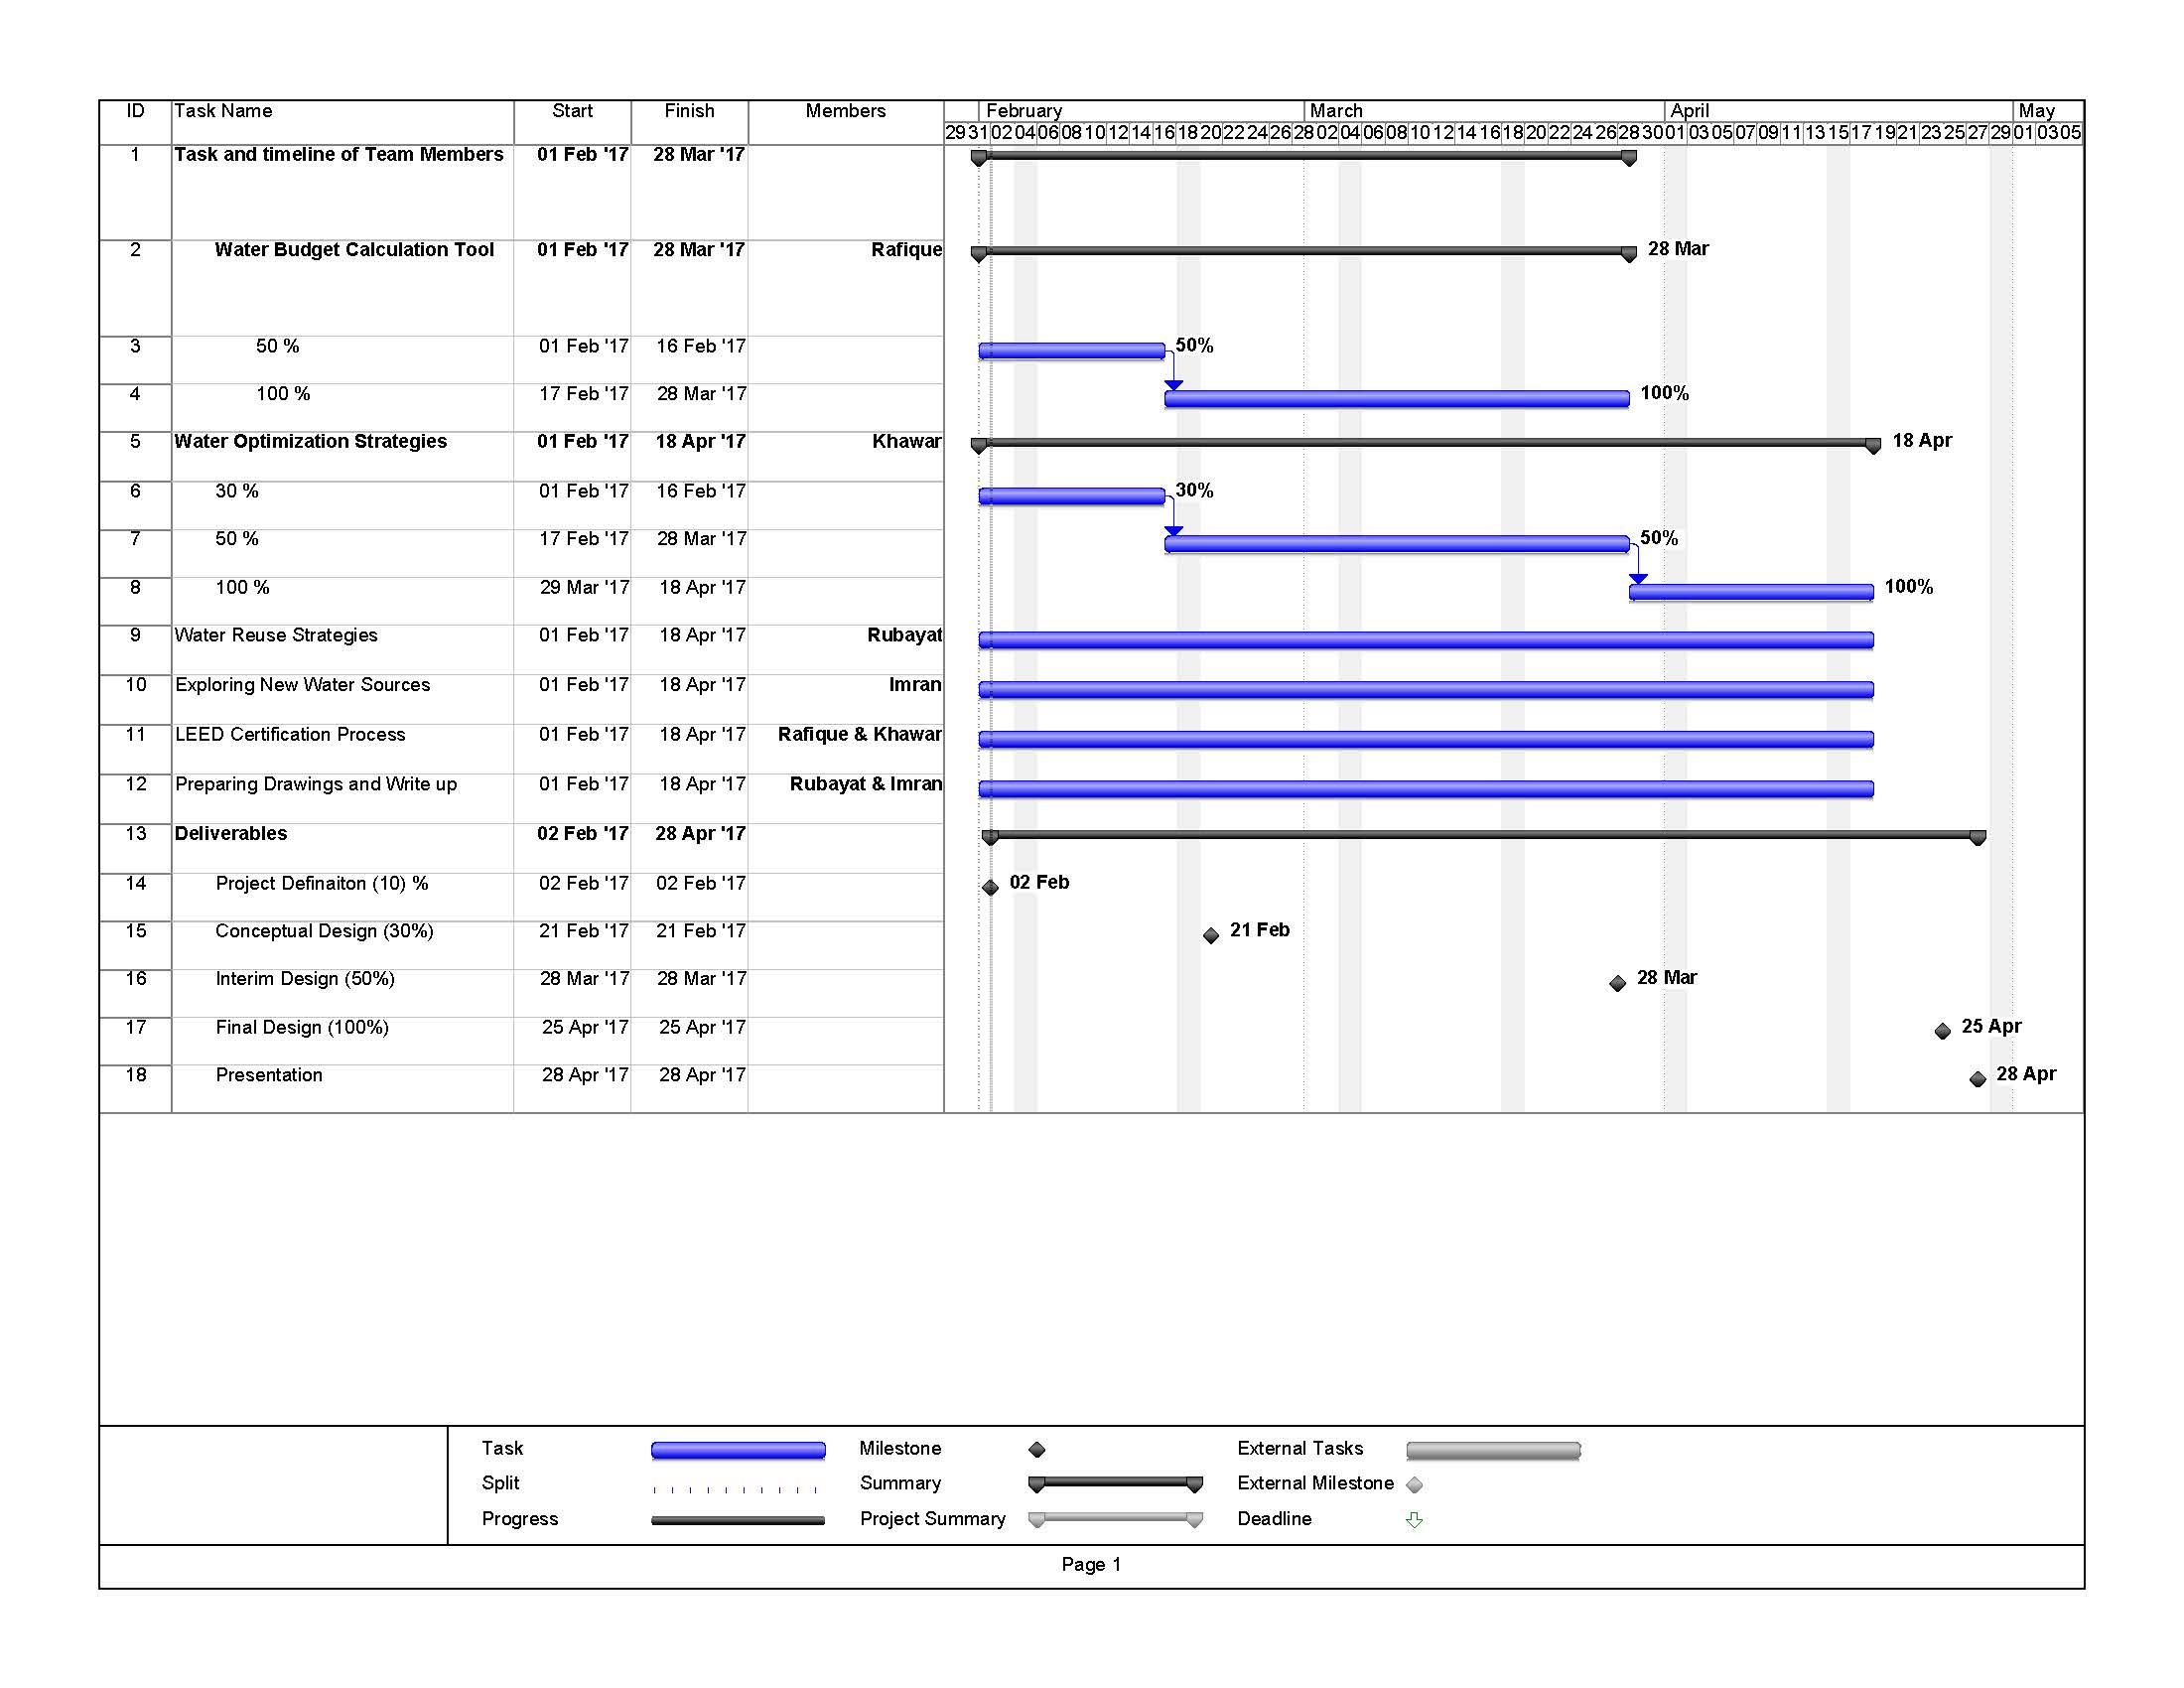 ID Task Name Start Finish Members February March April May
29 31 02 04 06 08 10 12 14 16 18 20 22 24 26 28 02 04 06 08 10 12 14 16 18 20 22 24 26 28 30 01 03 05 07 09 11 13 15 17 19 21 23 25 27 29 01 03 05
1 Task and timeline of Team Members 01 Feb '17 28 Mar '17
2 Water Budget Calculation Tool 01 Feb '17 28 Mar '17 Rafique 28 Mar
3 50 % 01 Feb '17 16 Feb '17 50%
4 100 % 17 Feb '17 28 Mar '17 100%
5 Water Optimization Strategies 01 Feb '17 18 Apr '17 Khawar 18 Apr
6 30 % 01 Feb '17 16 Feb '17 30%
7 50 % 17 Feb '17 28 Mar '17 50%
8 100 % 29 Mar '17 18 Apr '17 100%
9 Water Reuse Strategies 01 Feb '17 18 Apr '17 Rubayat
10 Exploring New Water Sources 01 Feb '17 18 Apr '17 Imran
11 LEED Certification Process 01 Feb '17 18 Apr '17 Rafique & Khawar
12 Preparing Drawings and Write up 01 Feb '17 18 Apr '17 Rubayat & Imran
13 Deliverables 02 Feb '17 28 Apr '17
14 Project Definaiton (10) % 02 Feb '17 02 Feb '17 02 Feb
15 Conceptual Design (30%) 21 Feb '17 21 Feb '17 21 Feb
16 Interim Design (50%) 28 Mar '17 28 Mar '17 28 Mar
17 Final Design (100%) 25 Apr '17 25 Apr '17 25 Apr
18 Presentation 28 Apr '17 28 Apr '17 28 Apr
Task Milestone External Tasks
Split Summary External Milestone
Progress Project Summary Deadline
Page 1